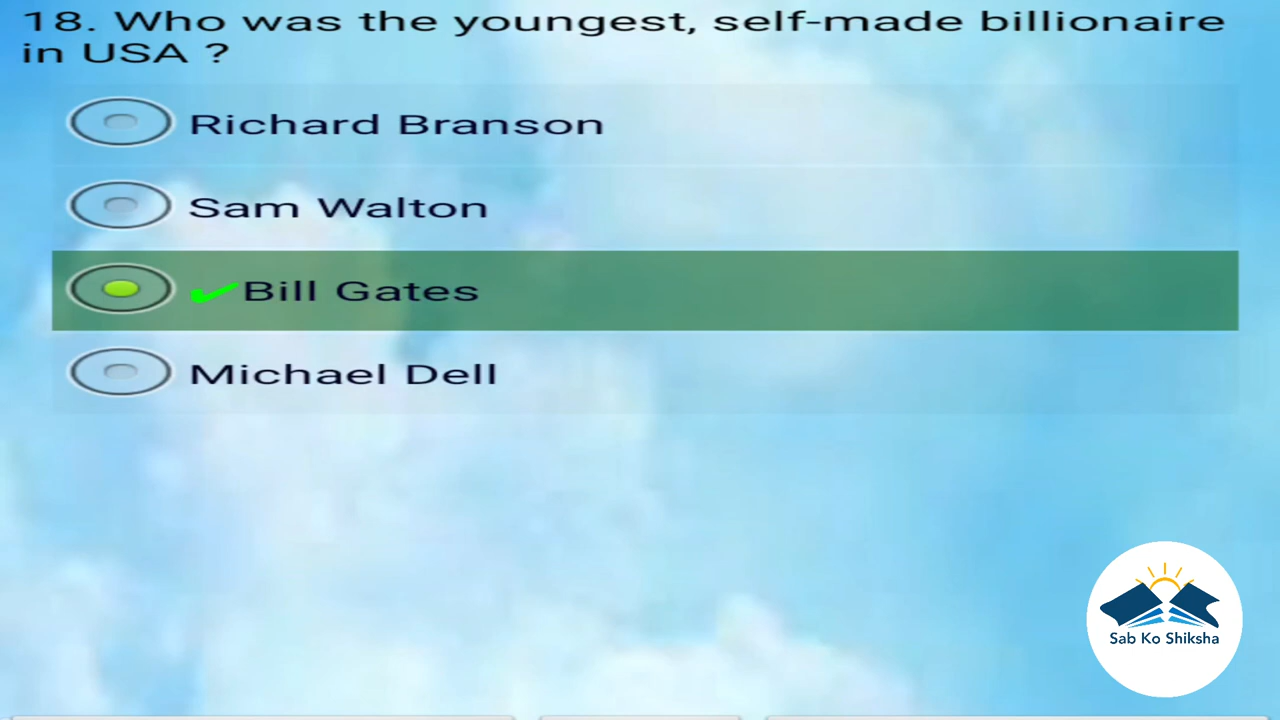 18. Who was the youngest, self-made billionaire
in USA ?
Richard Branson
Sam Walton
Bill Gates
Michael Dell
Sab Ko Shiksha